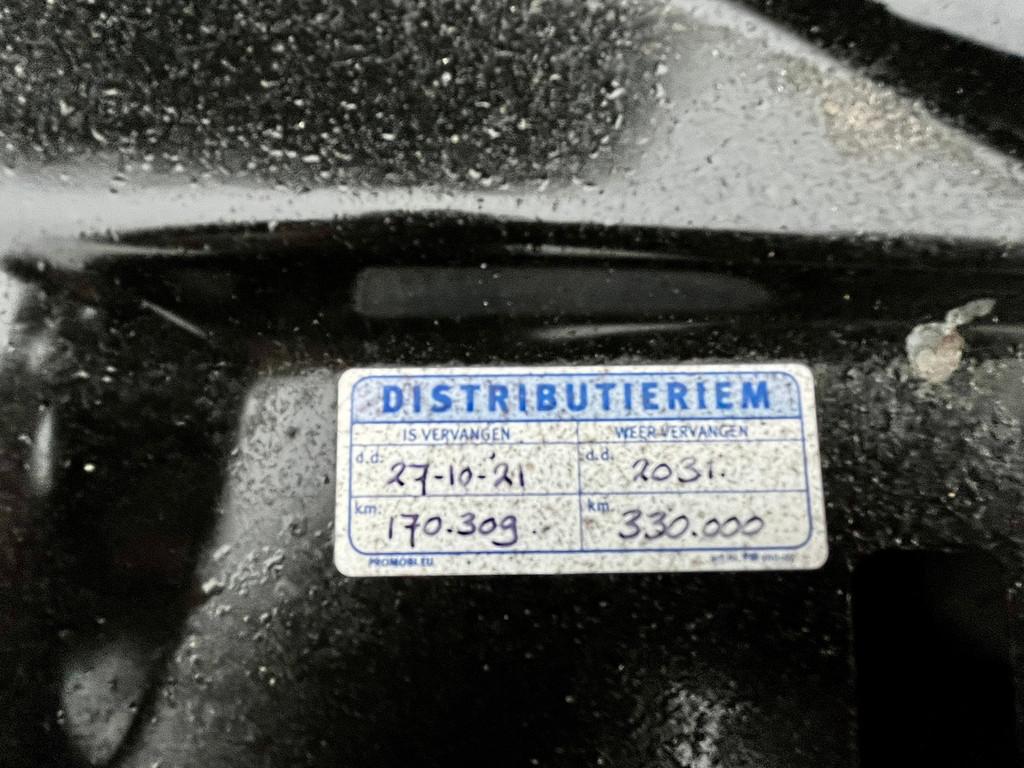 DISTRIBUTIERIEM
IS VERVANGEN WEER VERVANGEN
d.d. 27-10-'21 d.d. 2031.
km. 170.309 km. 330.000
PROMOBI.EU